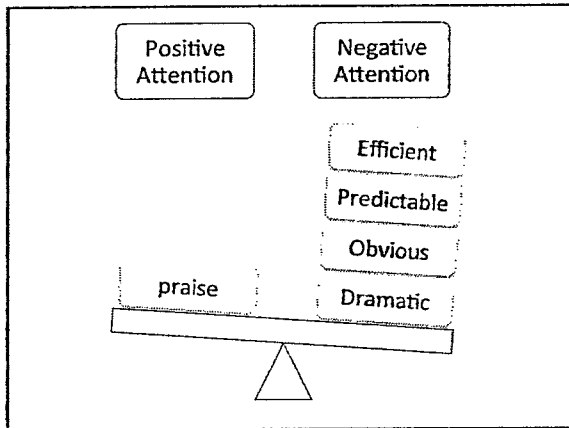 Positive
Attention
Negative
Attention
Efficient
Predictable
Obvious
praise
Dramatic